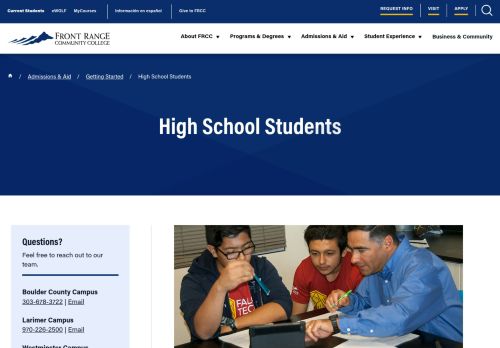 Current Students eWOLF MyCourses Información en español Give to FRCC REQUEST INFO VISIT APPLY
FRONT RANGE
COMMUNITY COLLEGE
About FRCC Programs & Degrees Admissions & Aid Student Experience Business & Community
/ Admissions & Aid / Getting Started / High School Students
High School Students
Questions?
Feel free to reach out to our
team.
Boulder County Campus
303-678-3722 | Email
Larimer Campus
970-226-2500 | Email
Westminster Campus